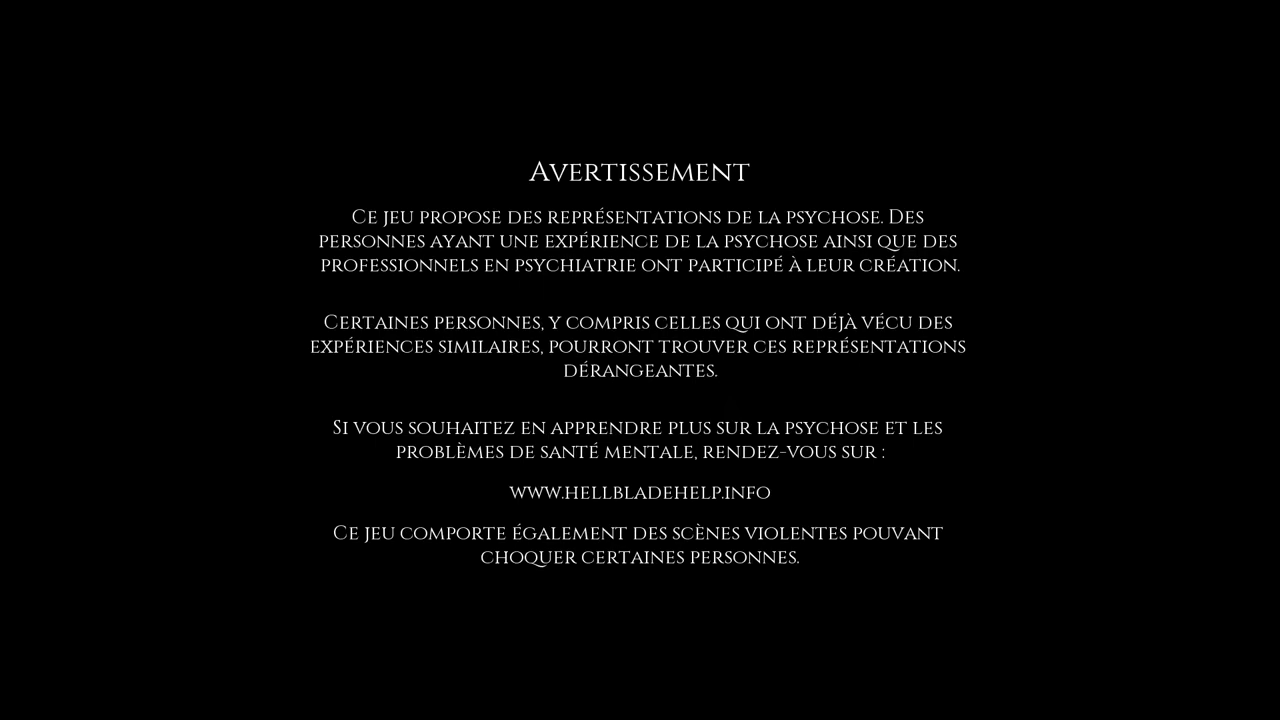 Avertissement
Ce jeu propose des représentations de la psychose. Des
personnes ayant une expérience de la psychose ainsi que des
professionnels en psychiatrie ont participé à leur création.
Certaines personnes, y compris celles qui ont déjà vécu des
expériences similaires, pourront trouver ces représentations
dérangeantes.
Si vous souhaitez en apprendre plus sur la psychose et les
problèmes de santé mentale, rendez-vous sur :
www.hellbladehelp.info
Ce jeu comporte également des scènes violentes pouvant
choquer certaines personnes.